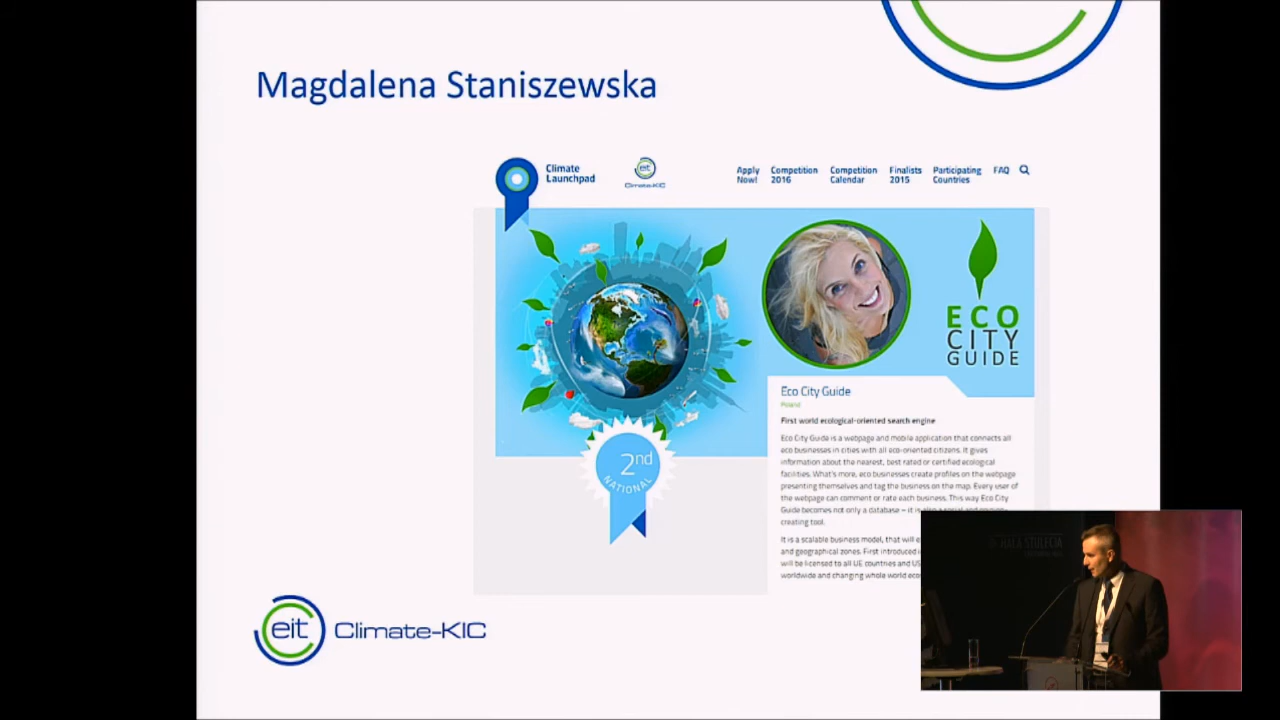 Magdalena Staniszewska
Climate
Launchpad
eit
Climate-KIC
Apply
Now!
Competition
2016
Competition
Calendar
Finalists
2015
Participating
Countries
FAQ
ECO
CITY
GUIDE
2nd
NATIONAL
Eco City Guide
Poland
First world ecological-oriented search engine
Eco City Guide is a webpage and mobile application that connects all
eco businesses in cities with all eco-oriented citizens. It gives
information about the nearest, best rated or certified ecological
facilities. What's more, eco businesses create profiles on the webpage
presenting themselves and tag the business on the map. Every user of
the webpage can comment or rate each business. This way Eco City
Guide becomes not only a database – it is also a social and
creating tool.
It is a scalable business model, that will
and geographical zones. First introduced
will be licensed to all UE countries and US
worldwide and changing whole world eco
HALA STULECIA
eit Climate-KIC